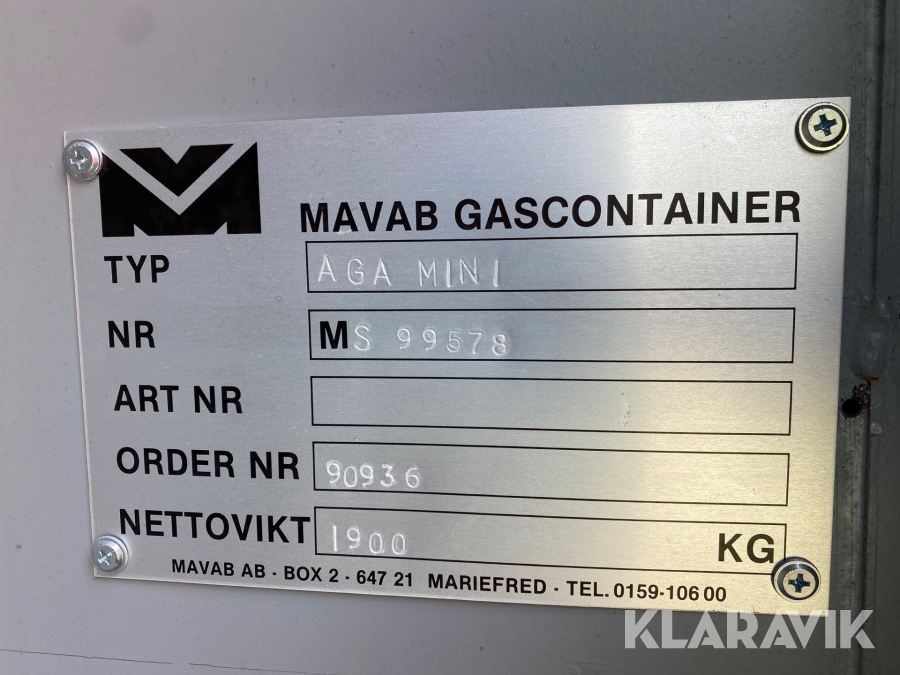 MAVAB GASCONTAINER
TYP AGA MINI
NR MS 99578
ART NR
ORDER NR 90936
NETTOVIKT 1900 KG
MAVAB AB - BOX 2 - 647 21 MARIEFRED - TEL. 0159-106 00
KLARAVIK